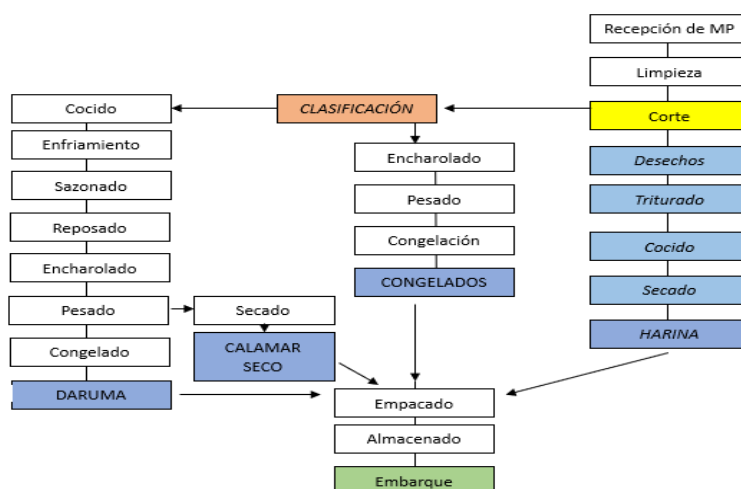 Recepción de MP
Limpieza
Corte
Desechos
Triturado
Cocido
Secado
HARINA
CLASIFICACIÓN
Encharolado
Pesado
Congelación
CONGELADOS
Cocido
Enfriamiento
Sazonado
Reposado
Encharolado
Pesado
Congelado
DARUMA
Secado
CALAMAR
SECO
Empacado
Almacenado
Embarque